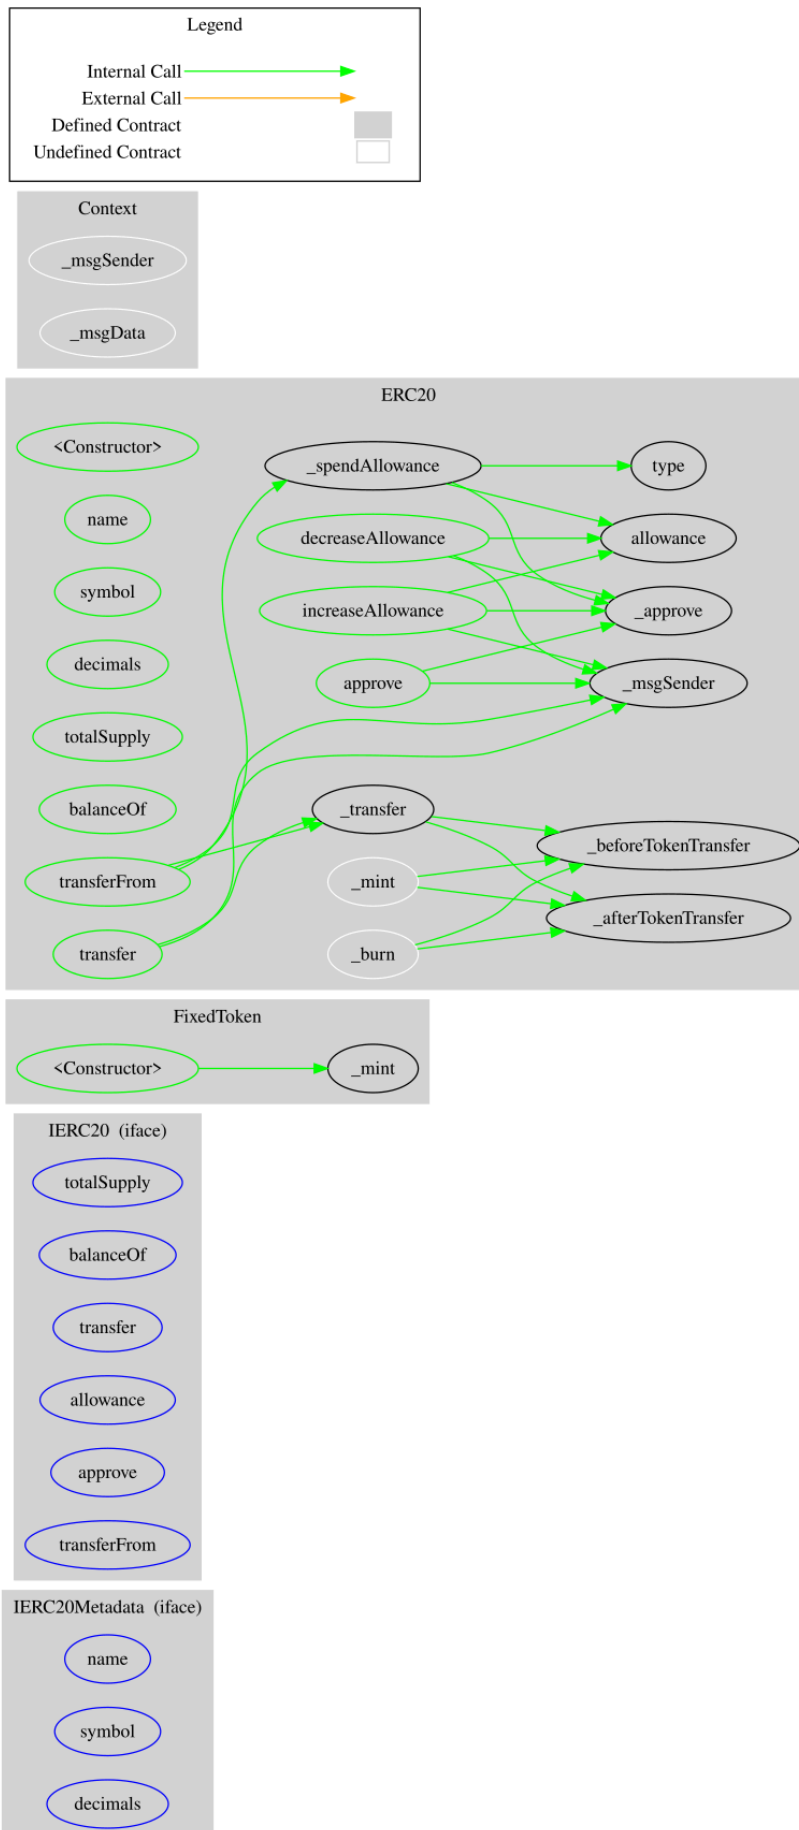 Legend
Internal Call
External Call
Defined Contract
Undefined Contract
Context
_msgSender
_msgData
ERC20
<Constructor>
name
symbol
decimals
totalSupply
balanceOf
transferFrom
transfer
_spendAllowance
decreaseAllowance
increaseAllowance
approve
_transfer
_mint
_burn
type
allowance
_approve
_msgSender
_beforeTokenTransfer
_afterTokenTransfer
FixedToken
<Constructor>
_mint
IERC20 (iface)
totalSupply
balanceOf
transfer
allowance
approve
transferFrom
IERC20Metadata (iface)
name
symbol
decimals